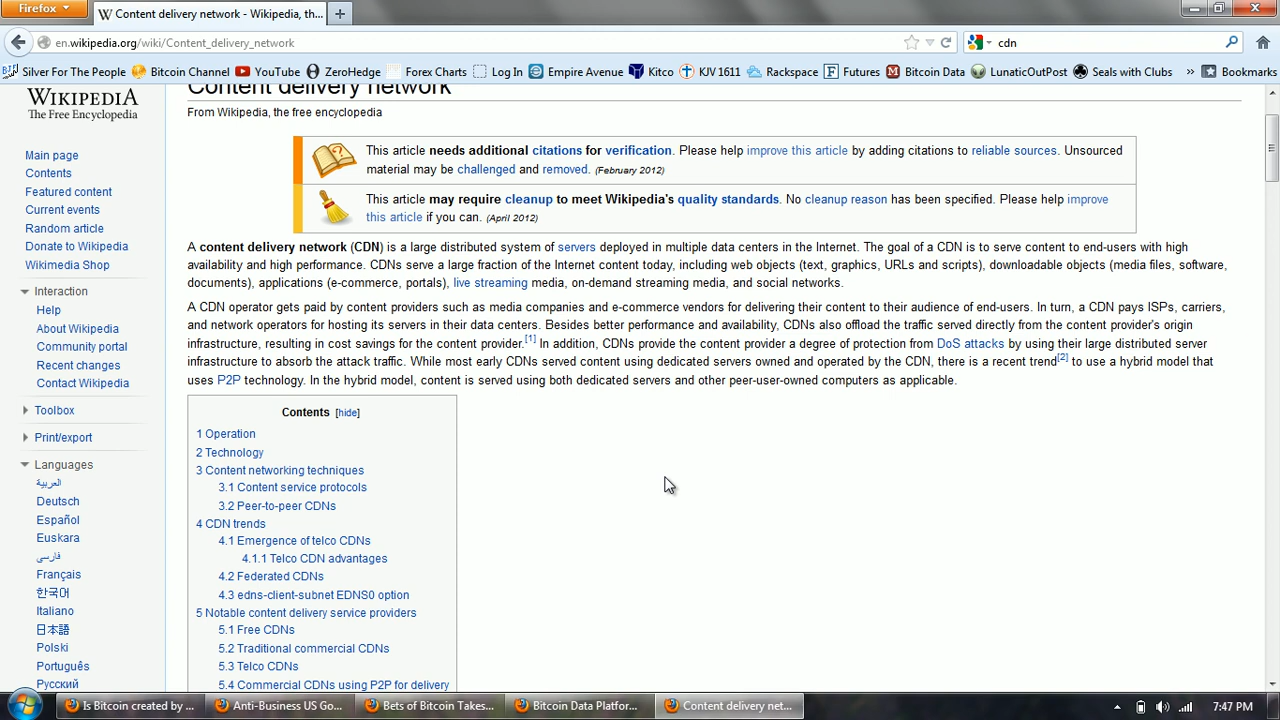 Firefox
Content delivery network - Wikipedia, th...
en.wikipedia.org/wiki/Content_delivery_network
cdn
Silver For The People
Bitcoin Channel
YouTube
ZeroHedge
Forex Charts
Log In
Empire Avenue
Kitco
KJV 1611
Rackspace
Futures
Bitcoin Data
LunaticOutPost
Seals with Clubs
»
Bookmarks
WIKIPEDIA
The Free Encyclopedia
Main page
Contents
Featured content
Current events
Random article
Donate to Wikipedia
Wikimedia Shop
Interaction
Help
About Wikipedia
Community portal
Recent changes
Contact Wikipedia
Toolbox
Print/export
Languages
العربية
Deutsch
Español
Euskara
فارسی
Français
한국어
Italiano
日本語
Polski
Português
Русский
Content delivery network
From Wikipedia, the free encyclopedia
This article needs additional citations for verification. Please help improve this article by adding citations to reliable sources. Unsourced
material may be challenged and removed. (February 2012)
This article may require cleanup to meet Wikipedia's quality standards. No cleanup reason has been specified. Please help improve
this article if you can. (April 2012)
A content delivery network (CDN) is a large distributed system of servers deployed in multiple data centers in the Internet. The goal of a CDN is to serve content to end-users with high
availability and high performance. CDNs serve a large fraction of the Internet content today, including web objects (text, graphics, URLs and scripts), downloadable objects (media files, software,
documents), applications (e-commerce, portals), live streaming media, on-demand streaming media, and social networks.
A CDN operator gets paid by content providers such as media companies and e-commerce vendors for delivering their content to their audience of end-users. In turn, a CDN pays ISPs, carriers,
and network operators for hosting its servers in their data centers. Besides better performance and availability, CDNs also offload the traffic served directly from the content provider's origin
infrastructure, resulting in cost savings for the content provider.[1] In addition, CDNs provide the content provider a degree of protection from DoS attacks by using their large distributed server
infrastructure to absorb the attack traffic. While most early CDNs served content using dedicated servers owned and operated by the CDN, there is a recent trend[2] to use a hybrid model that
uses P2P technology. In the hybrid model, content is served using both dedicated servers and other peer-user-owned computers as applicable.
Contents [hide]
1 Operation
2 Technology
3 Content networking techniques
3.1 Content service protocols
3.2 Peer-to-peer CDNs
4 CDN trends
4.1 Emergence of telco CDNs
4.1.1 Telco CDN advantages
4.2 Federated CDNs
4.3 edns-client-subnet EDNS0 option
5 Notable content delivery service providers
5.1 Free CDNs
5.2 Traditional commercial CDNs
5.3 Telco CDNs
5.4 Commercial CDNs using P2P for delivery
Is Bitcoin created by ...
Anti-Business US Go...
Bets of Bitcoin Takes...
Bitcoin Data Platfor...
Content delivery net...
7:47 PM